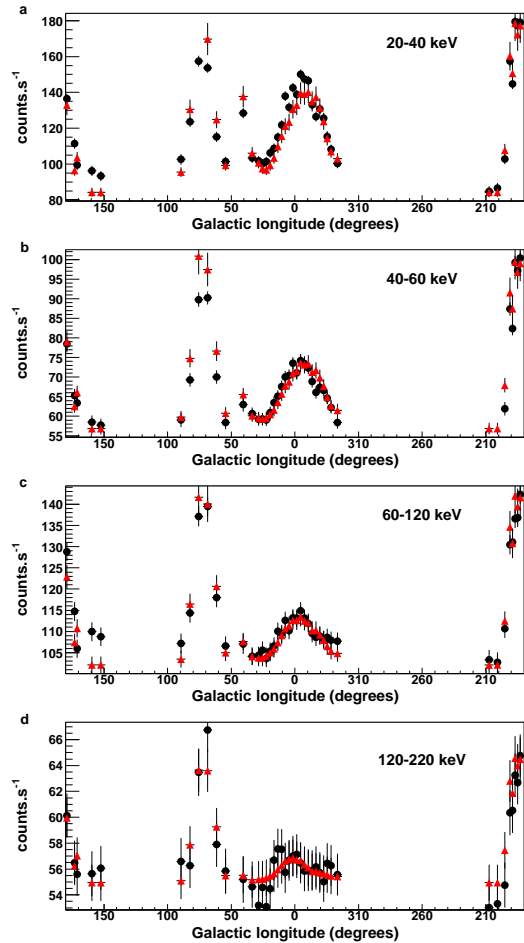 a
20-40 keV
counts.s⁻¹
180
160
140
120
100
80
150 100 50 0 310 260 210
Galactic longitude (degrees)
b
40-60 keV
counts.s⁻¹
100
95
90
85
80
75
70
65
60
55
150 100 50 0 310 260 210
Galactic longitude (degrees)
c
60-120 keV
counts.s⁻¹
140
135
130
125
120
115
110
105
150 100 50 0 310 260 210
Galactic longitude (degrees)
d
120-220 keV
counts.s⁻¹
66
64
62
60
58
56
54
150 100 50 0 310 260 210
Galactic longitude (degrees)